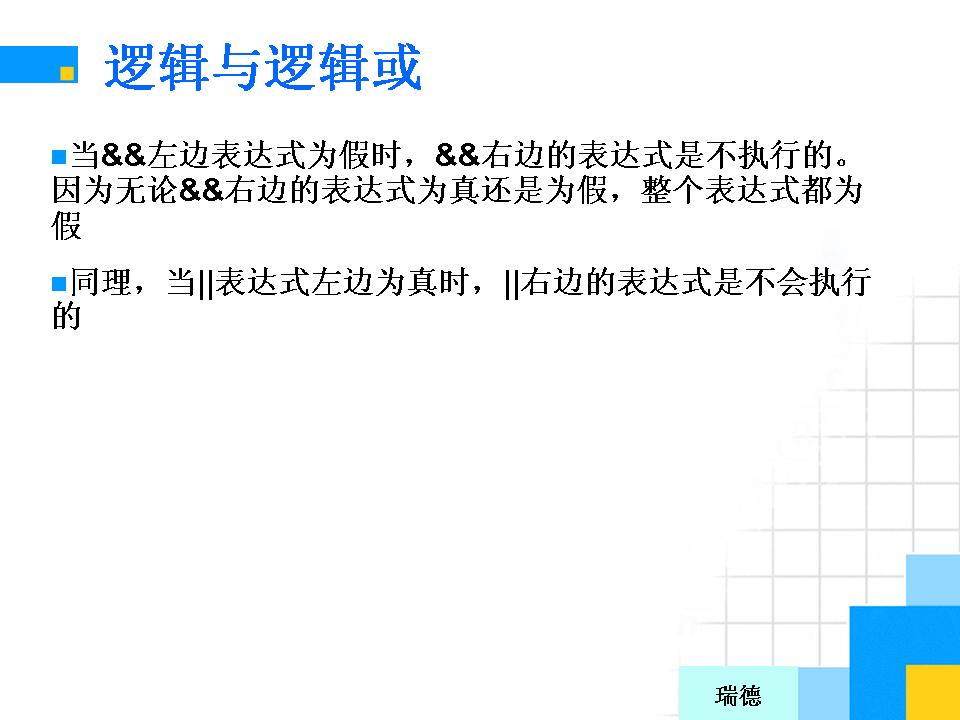 逻辑与逻辑或
■当&&左边表达式为假时，&&右边的表达式是不执行的。
因为无论&&右边的表达式为真还是为假，整个表达式都为
假
■同理，当||表达式左边为真时，||右边的表达式是不会执行
的
瑞德